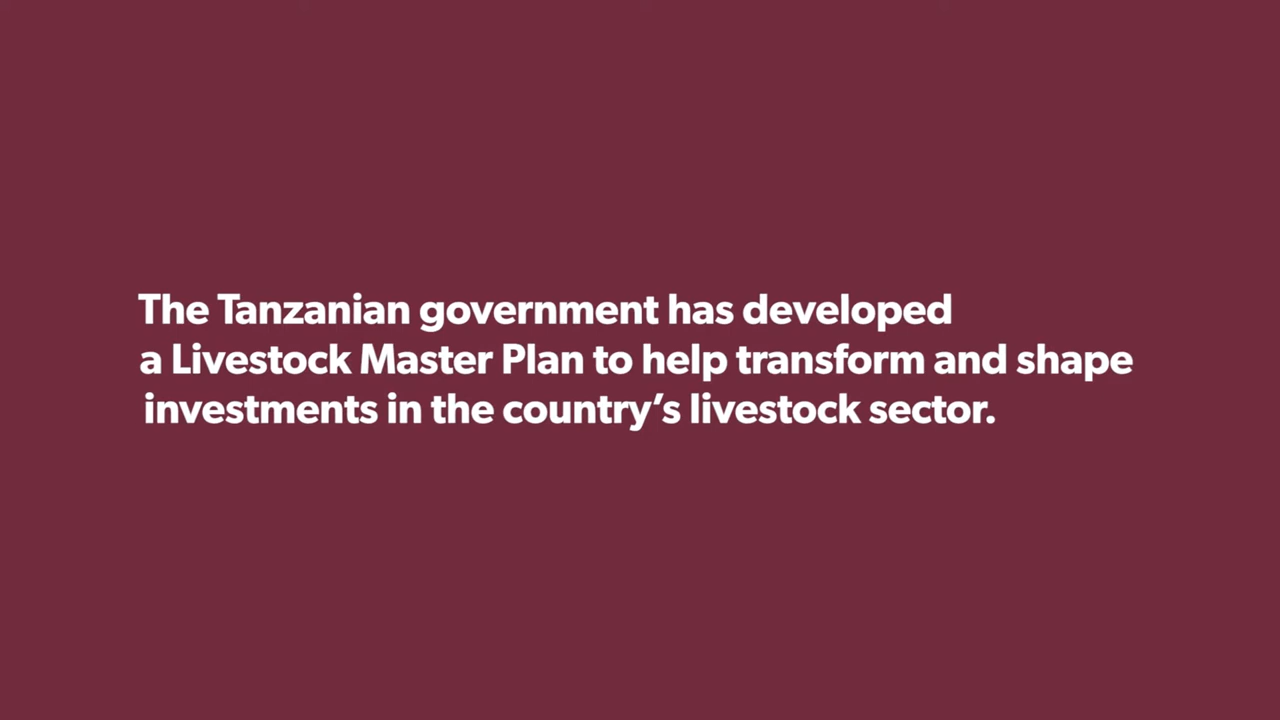 The Tanzanian government has developed
a Livestock Master Plan to help transform and shape
investments in the country’s livestock sector.